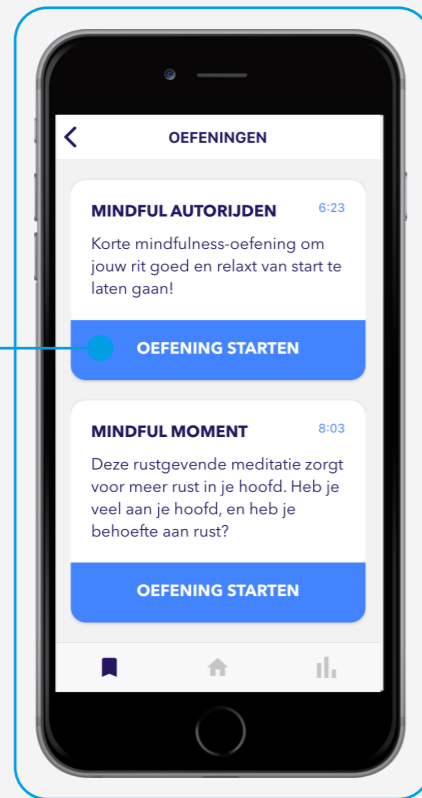 OEFENINGEN
MINDFUL AUTORIJDEN 6:23
Korte mindfulness-oefening om
jouw rit goed en relaxt van start te
laten gaan!
OEFENING STARTEN
MINDFUL MOMENT 8:03
Deze rustgevende meditatie zorgt
voor meer rust in je hoofd. Heb je
veel aan je hoofd, en heb je
behoefte aan rust?
OEFENING STARTEN